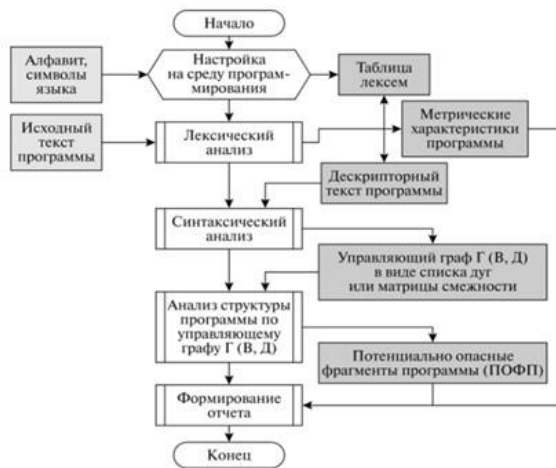 Начало
Алфавит,
символы
языка
Настройка
на среду програм-
мирования
Таблица
лексем
Исходный
текст
программы
Лексический
анализ
Метрические
характеристики
программы
Дескрипторный
текст программы
Синтаксический
анализ
Управляющий граф Г (В, Д)
в виде списка дуг
или матрицы смежности
Анализ структуры
программы по
управляющему
графу Г (В, Д)
Потенциально опасные
фрагменты программы (ПОФП)
Формирование
отчета
Конец